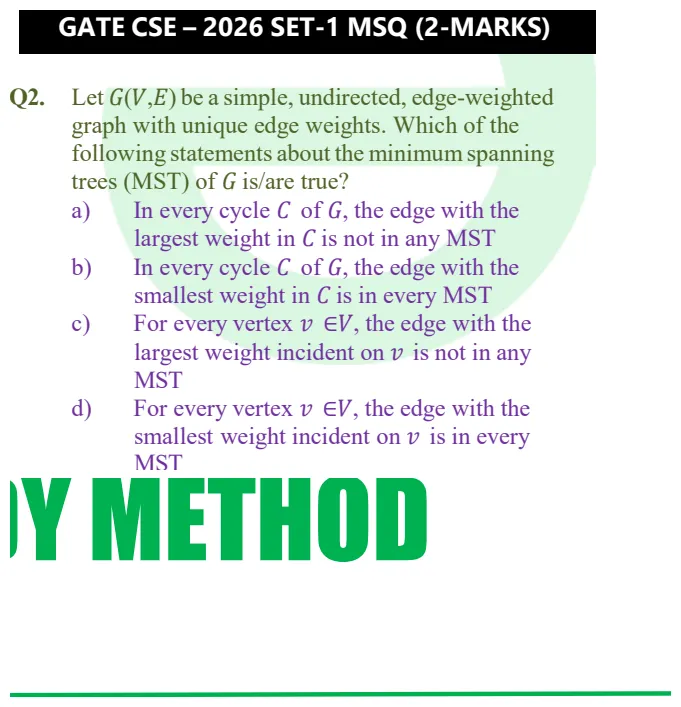 GATE CSE – 2026 SET-1 MSQ (2-MARKS)
Q2. Let G(V,E) be a simple, undirected, edge-weighted
graph with unique edge weights. Which of the
following statements about the minimum spanning
trees (MST) of G is/are true?
a) In every cycle C of G, the edge with the
largest weight in C is not in any MST
b) In every cycle C of G, the edge with the
smallest weight in C is in every MST
c) For every vertex v ∈V, the edge with the
largest weight incident on v is not in any
MST
d) For every vertex v ∈V, the edge with the
smallest weight incident on v is in every
MST
Y METHOD